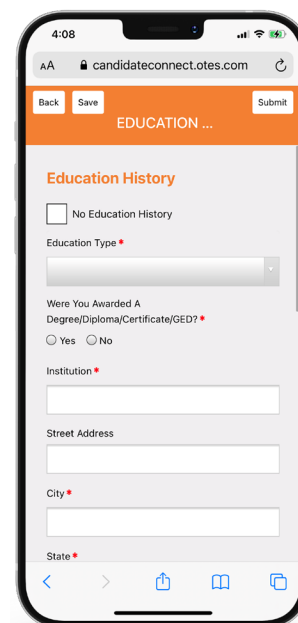 4:08
AA candidateconnect.otes.com
Back Save Submit
EDUCATION ...
Education History
No Education History
Education Type *
Were You Awarded A
Degree/Diploma/Certificate/GED? *
Yes No
Institution *
Street Address
City *
State *